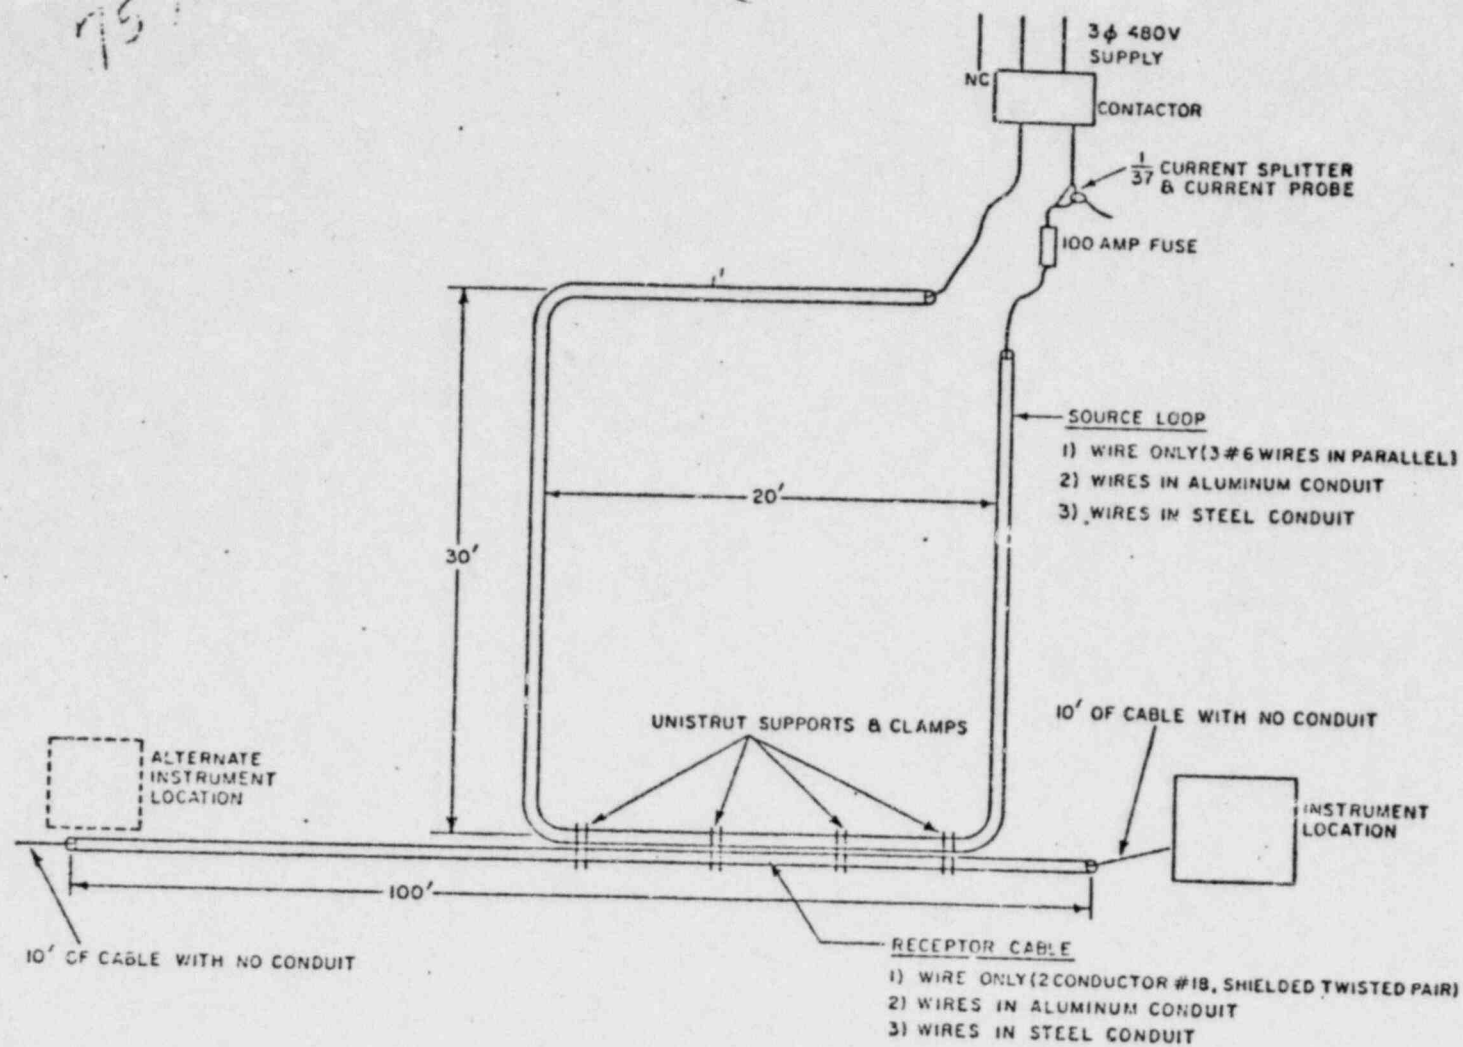 75
3ϕ 480V
SUPPLY
NC
CONTACTOR
1/37 CURRENT SPLITTER
& CURRENT PROBE
100 AMP FUSE
1'
SOURCE LOOP
1) WIRE ONLY (3 #6 WIRES IN PARALLEL)
2) WIRES IN ALUMINUM CONDUIT
3) WIRES IN STEEL CONDUIT
20'
30'
UNISTRUT SUPPORTS & CLAMPS
10' OF CABLE WITH NO CONDUIT
ALTERNATE
INSTRUMENT
LOCATION
INSTRUMENT
LOCATION
100'
10' OF CABLE WITH NO CONDUIT
RECEPTOR CABLE
1) WIRE ONLY (2 CONDUCTOR #18, SHIELDED TWISTED PAIR)
2) WIRES IN ALUMINUM CONDUIT
3) WIRES IN STEEL CONDUIT